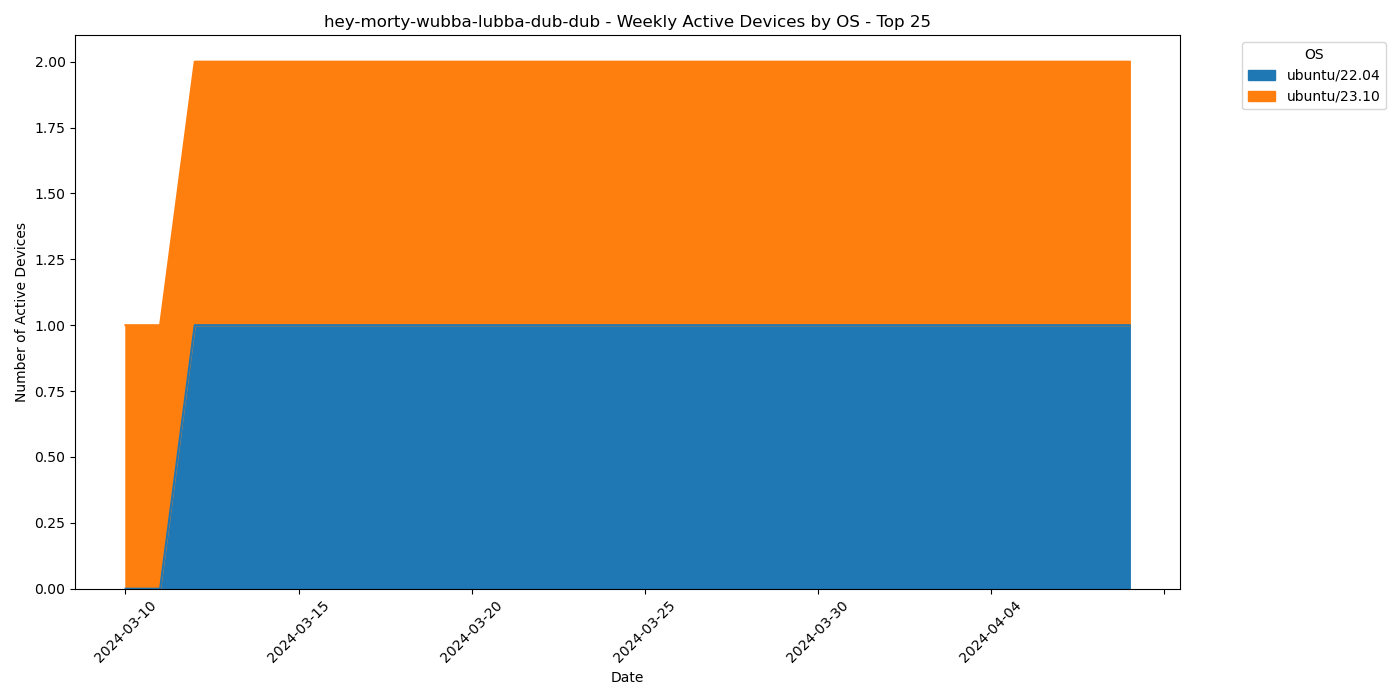 hey-morty-wubba-lubba-dub-dub - Weekly Active Devices by OS - Top 25
OS
ubuntu/22.04
ubuntu/23.10
Number of Active Devices
2.00
1.75
1.50
1.25
1.00
0.75
0.50
0.25
0.00
2024-03-10
2024-03-15
2024-03-20
2024-03-25
2024-03-30
2024-04-04
Date